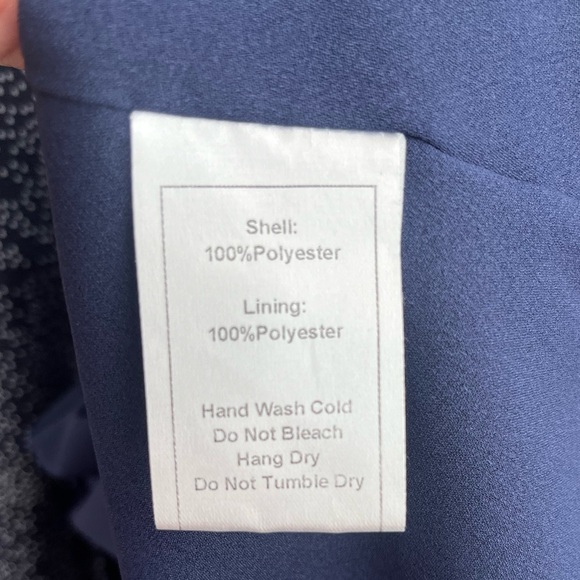 Shell:
100%Polyester
Lining:
100%Polyester
Hand Wash Cold
Do Not Bleach
Hang Dry
Do Not Tumble Dry